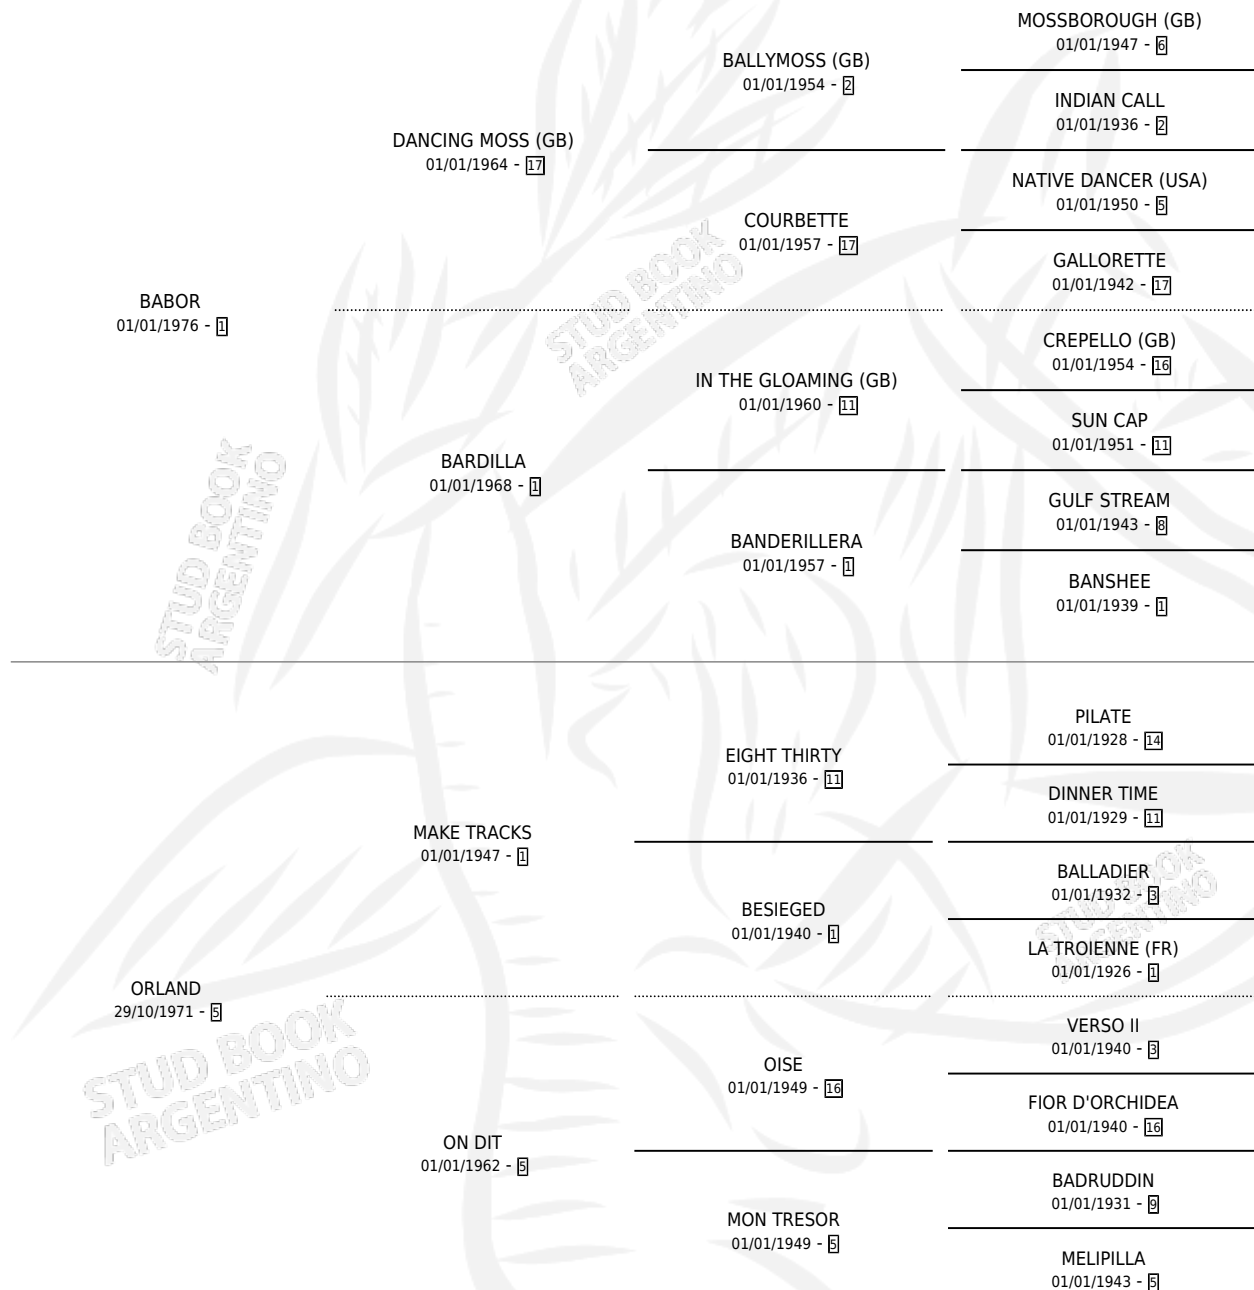 MOSSBOROUGH (GB)
01/01/1947 - 6
BALLYMOSS (GB)
01/01/1954 - 2
INDIAN CALL
01/01/1936 - 2
DANCING MOSS (GB)
01/01/1964 - 17
NATIVE DANCER (USA)
01/01/1950 - 5
COURBETTE
01/01/1957 - 17
GALLORETTE
01/01/1942 - 17
BABOR
01/01/1976 - 1
CREPELLO (GB)
01/01/1954 - 16
IN THE GLOAMING (GB)
01/01/1960 - 11
SUN CAP
01/01/1951 - 11
BARDILLA
01/01/1968 - 1
GULF STREAM
01/01/1943 - 8
BANDERILLERA
01/01/1957 - 1
BANSHEE
01/01/1939 - 1
PILATE
01/01/1928 - 14
EIGHT THIRTY
01/01/1936 - 11
DINNER TIME
01/01/1929 - 11
MAKE TRACKS
01/01/1947 - 1
BALLADIER
01/01/1932 - 3
BESIEGED
01/01/1940 - 1
LA TROIENNE (FR)
01/01/1926 - 1
ORLAND
29/10/1971 - 5
VERSO II
01/01/1940 - 3
OISE
01/01/1949 - 16
FIOR D'ORCHIDEA
01/01/1940 - 16
ON DIT
01/01/1962 - 5
BADRUDDIN
01/01/1931 - 9
MON TRESOR
01/01/1949 - 5
MELIPILLA
01/01/1943 - 5
STUD BOOK
ARGENTINO
STUD BOOK
ARGENTINO
STUD BOOK
ARGENTINO
STUD BOOK
ARGENTINO